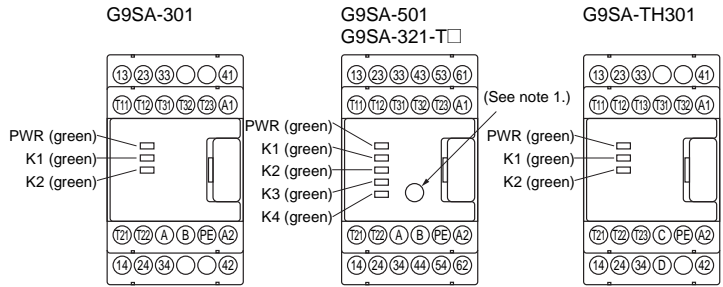 G9SA-301
13 23 33 41
T11 T12 T31 T32 T23 A1
PWR (green)
K1 (green)
K2 (green)
T21 T22 A B PE A2
14 24 34 42
G9SA-501
G9SA-321-T□
13 23 33 43 53 61
T11 T12 T31 T32 T23 A1
(See note 1.)
PWR (green)
K1 (green)
K2 (green)
K3 (green)
K4 (green)
T21 T22 A B PE A2
14 24 34 44 54 62
G9SA-TH301
13 23 33 41
T11 T12 T13 T31 T32 A1
PWR (green)
K1 (green)
K2 (green)
T21 T22 T23 C PE A2
14 24 34 D 42